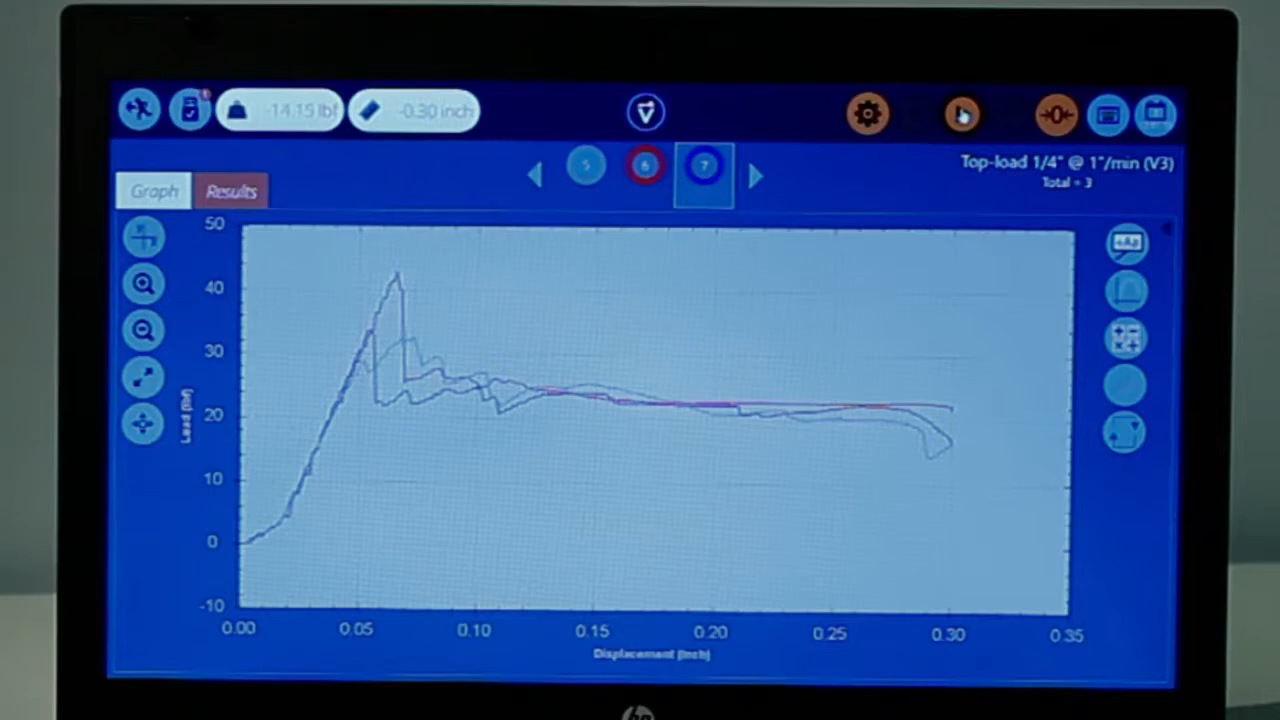 -14.15 lbf
-0.30 inch
5
6
7
Top-load 1/4" @ 1"/min (V3)
Total = 3
Graph
Results
+Ab
50
40
30
20
10
0
-10
Load (lbf)
0.00
0.05
0.10
0.15
0.20
0.25
0.30
0.35
Displacement (inch)
hp